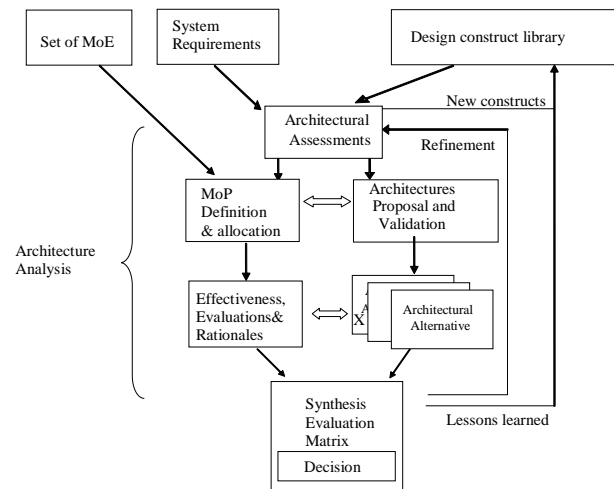 Set of MoE
System
Requirements
Design construct library
New constructs
Architectural
Assessments
Refinement
MoP
Definition
& allocation
Architectures
Proposal and
Validation
Architecture
Analysis
Effectiveness,
Evaluations&
Rationales
A
A
X
Architectural
Alternative
Synthesis
Evaluation
Matrix
Decision
Lessons learned